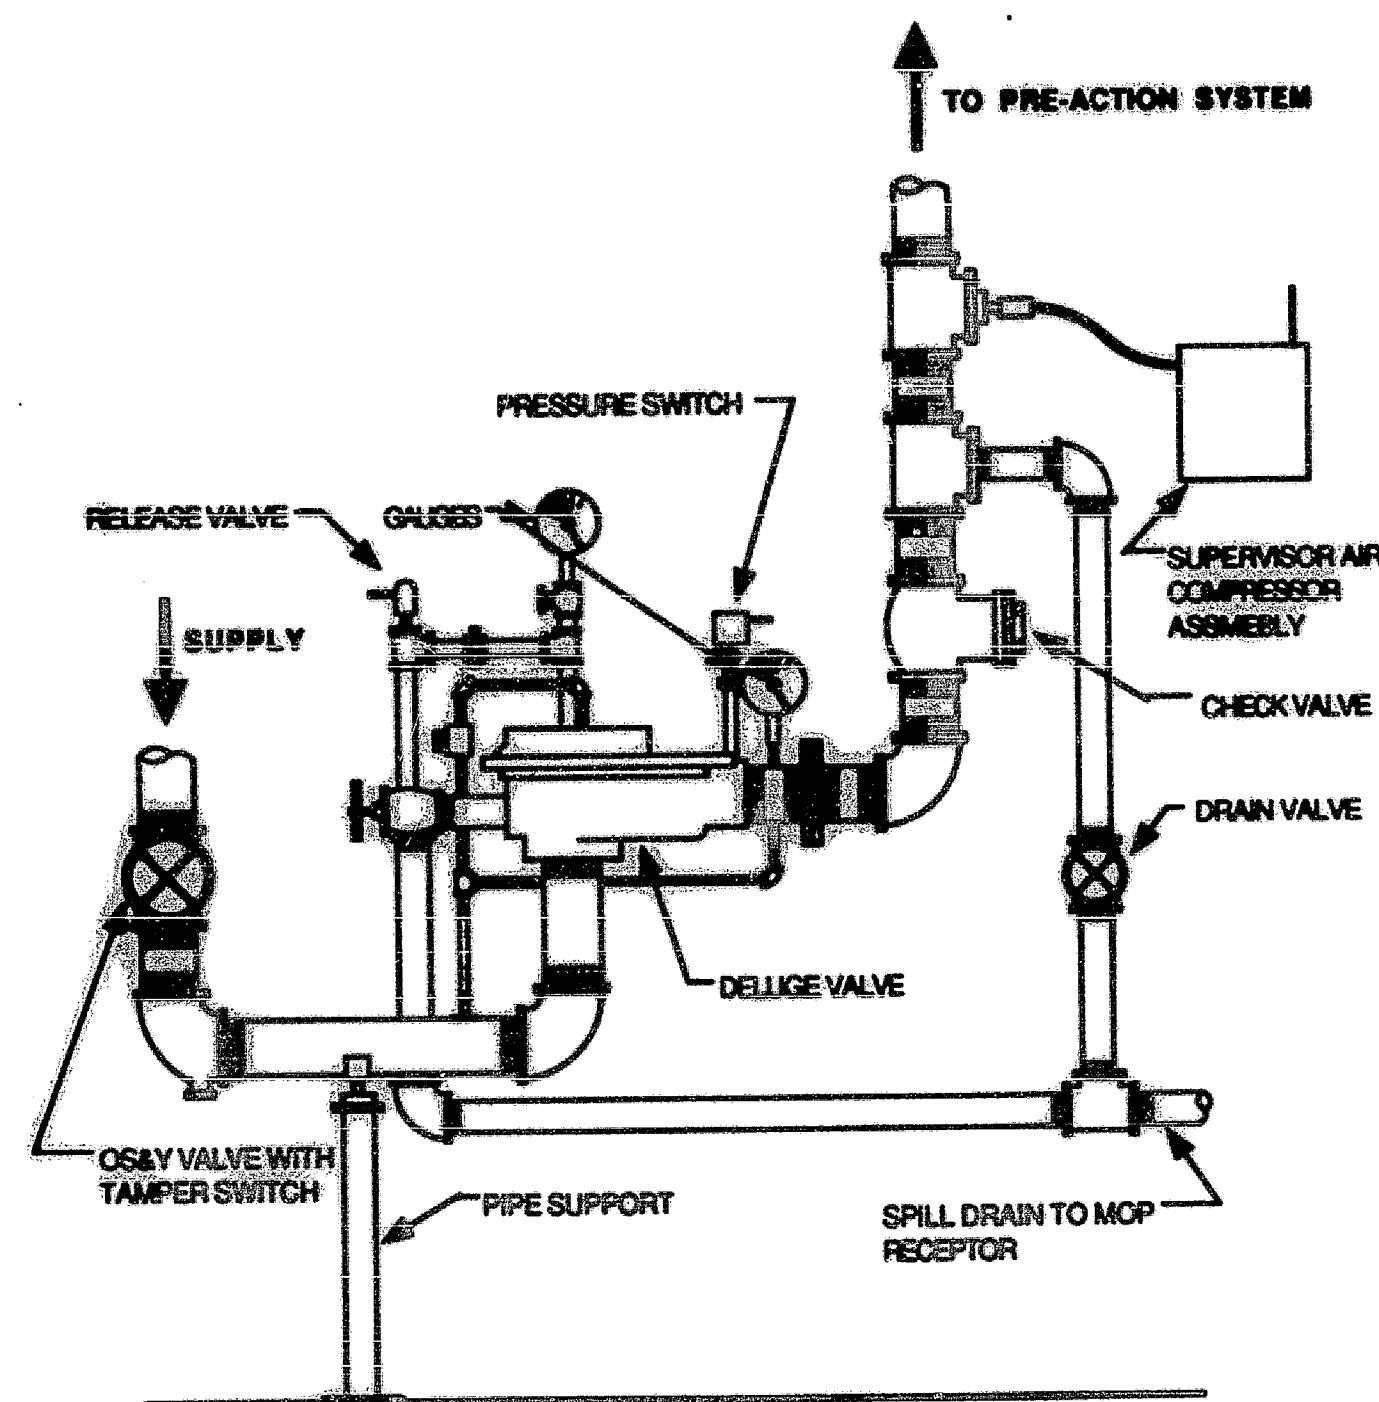 TO PRE-ACTION SYSTEM
PRESSURE SWITCH
RELEASE VALVE
GAUGES
SUPPLY
SUPERVISOR AIR
COMPRESSOR
ASSMEBLY
CHECK VALVE
DRAIN VALVE
DELUGE VALVE
OS&Y VALVE WITH
TAMPER SWITCH
PIPE SUPPORT
SPILL DRAIN TO MOP
RECEPTOR